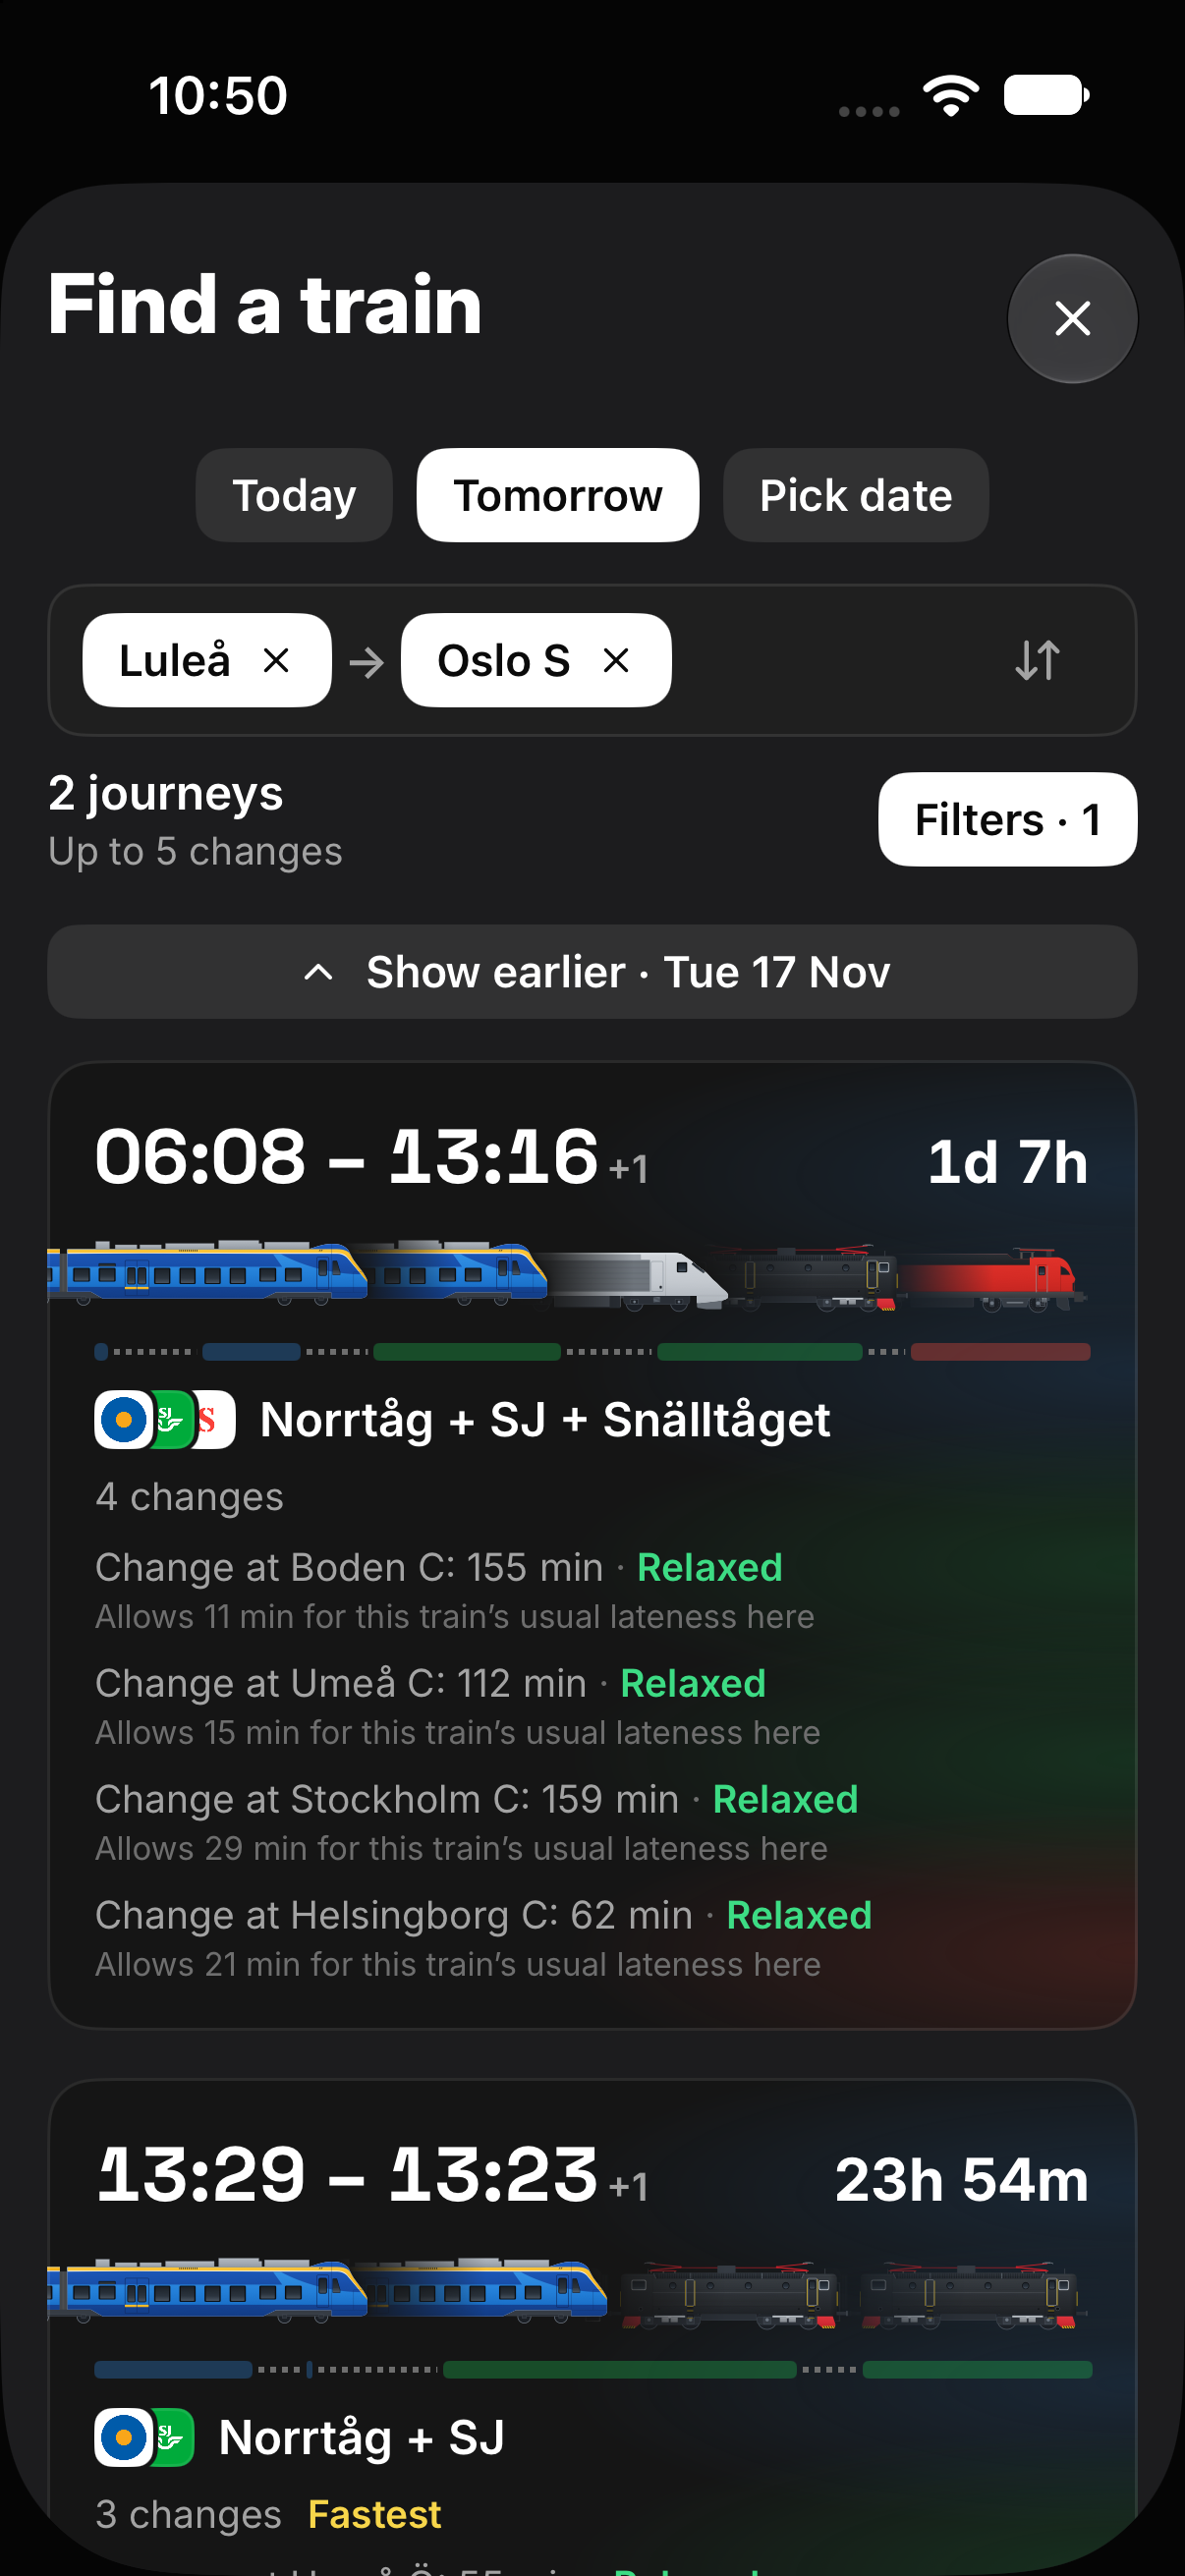 10:50
Find a train
Today
Tomorrow
Pick date
Luleå
Oslo S
2 journeys
Filters · 1
Up to 5 changes
Show earlier · Tue 17 Nov
06:08 – 13:16 +1
1d 7h
SJ
S
Norrtåg + SJ + Snälltåget
4 changes
Change at Boden C: 155 min · Relaxed
Allows 11 min for this train’s usual lateness here
Change at Umeå C: 112 min · Relaxed
Allows 15 min for this train’s usual lateness here
Change at Stockholm C: 159 min · Relaxed
Allows 29 min for this train’s usual lateness here
Change at Helsingborg C: 62 min · Relaxed
Allows 21 min for this train’s usual lateness here
13:29 – 13:23 +1
23h 54m
SJ
Norrtåg + SJ
3 changes Fastest